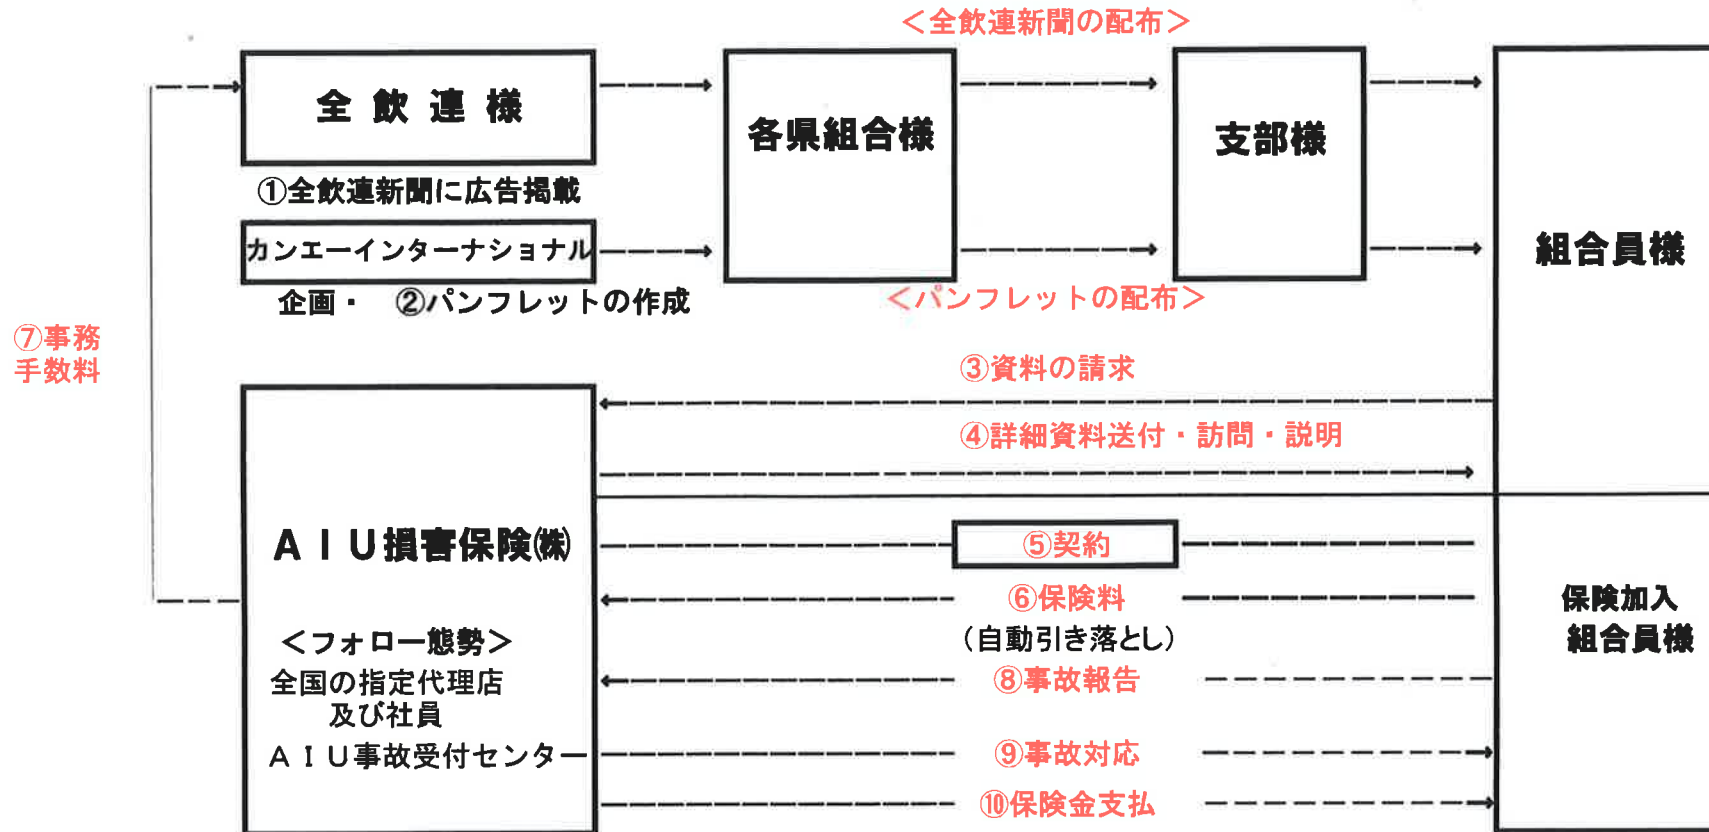 ＜全飲連新聞の配布＞
全 飲 連 様
各県組合様
支部様
①全飲連新聞に広告掲載
カンエーインターナショナル
組合員様
企画・ ②パンフレットの作成
＜パンフレットの配布＞
⑦事務
手数料
③資料の請求
④詳細資料送付・訪問・説明
ＡＩＵ損害保険㈱
⑤契約
⑥保険料
（自動引き落とし）
保険加入
組合員様
＜フォロー態勢＞
全国の指定代理店
及び社員
ＡＩＵ事故受付センター
⑧事故報告
⑨事故対応
⑩保険金支払